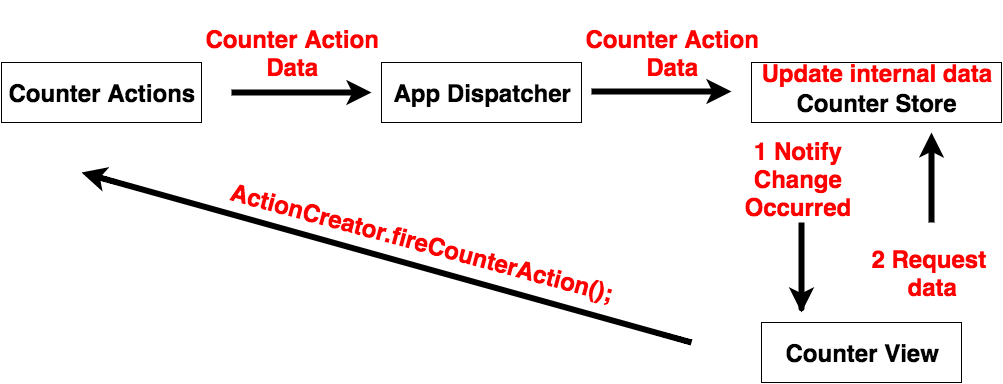 Counter Action
Data
Counter Action
Data
Counter Actions
App Dispatcher
Update internal data
Counter Store
1 Notify
Change
Occurred
ActionCreator.fireCounterAction();
2 Request
data
Counter View